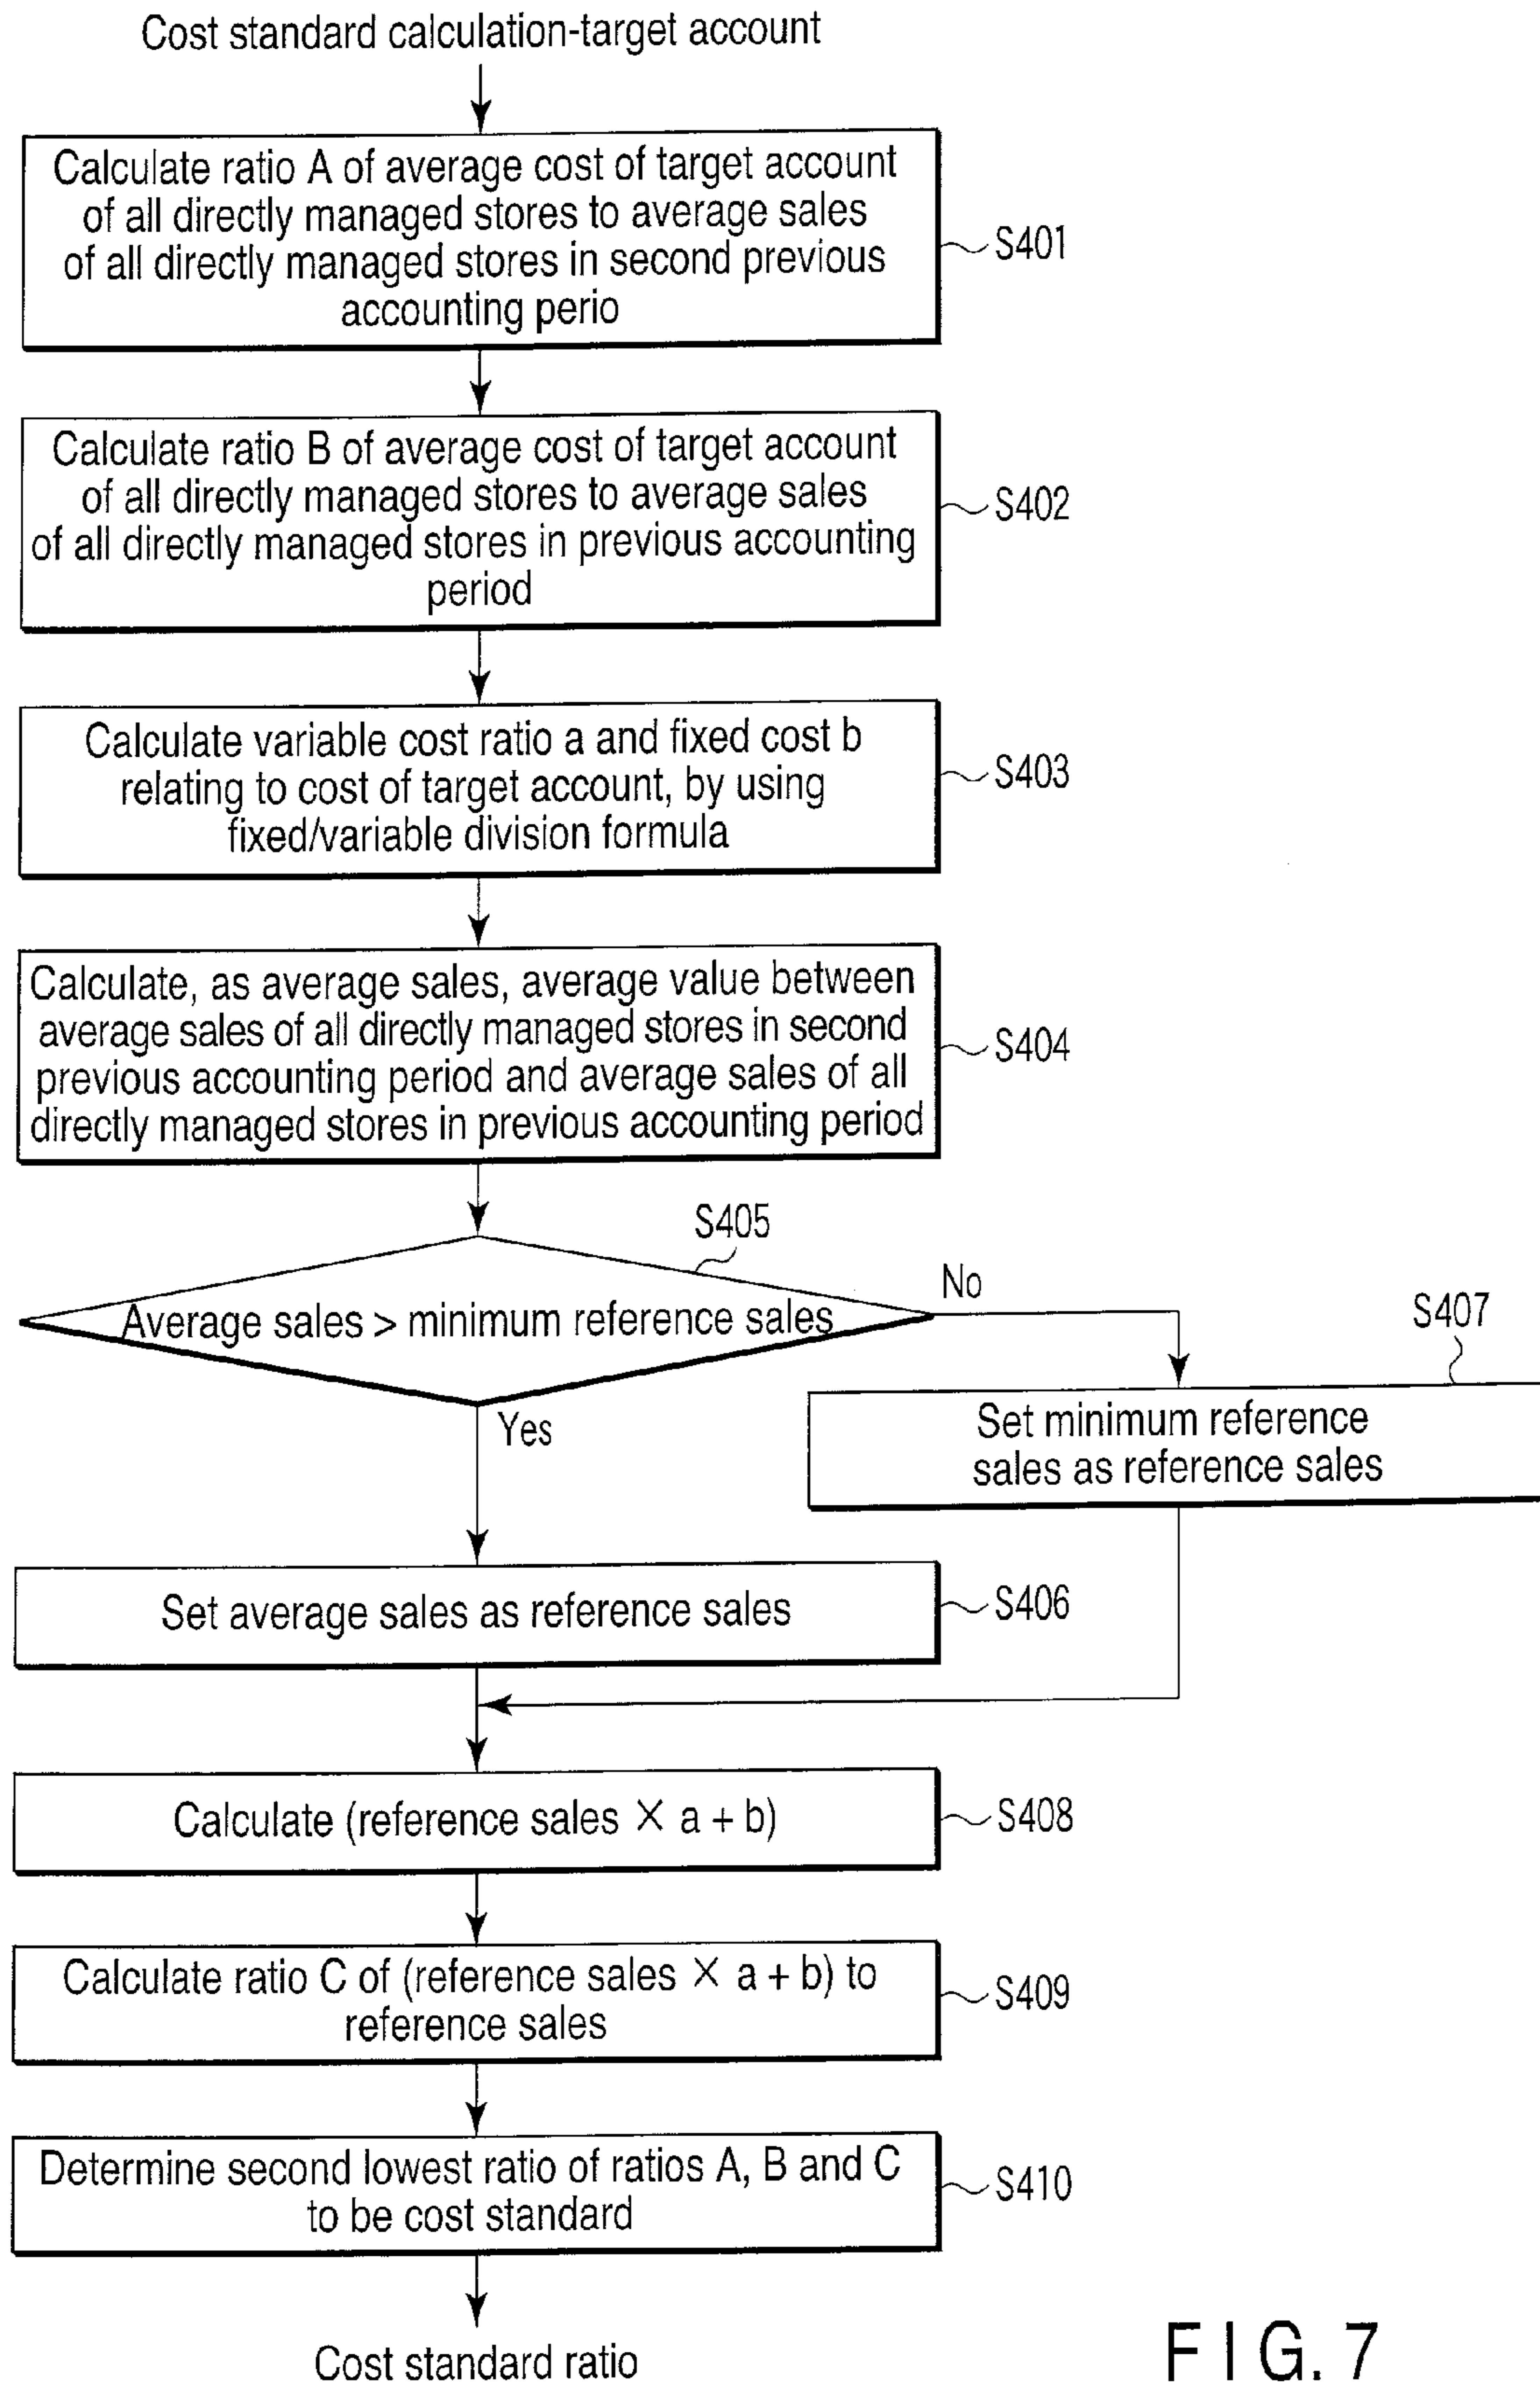 Cost standard calculation-target account
Calculate ratio A of average cost of target account
of all directly managed stores to average sales
of all directly managed stores in second previous
accounting perio
S401
Calculate ratio B of average cost of target account
of all directly managed stores to average sales
of all directly managed stores in previous accounting
period
S402
Calculate variable cost ratio a and fixed cost b
relating to cost of target account, by using
fixed/variable division formula
S403
Calculate, as average sales, average value between
average sales of all directly managed stores in second
previous accounting period and average sales of all
directly managed stores in previous accounting period
S404
S405
Average sales > minimum reference sales
No
Yes
S407
Set minimum reference
sales as reference sales
Set average sales as reference sales
S406
Calculate (reference sales × a + b)
S408
Calculate ratio C of (reference sales × a + b) to
reference sales
S409
Determine second lowest ratio of ratios A, B and C
to be cost standard
S410
Cost standard ratio
FIG. 7